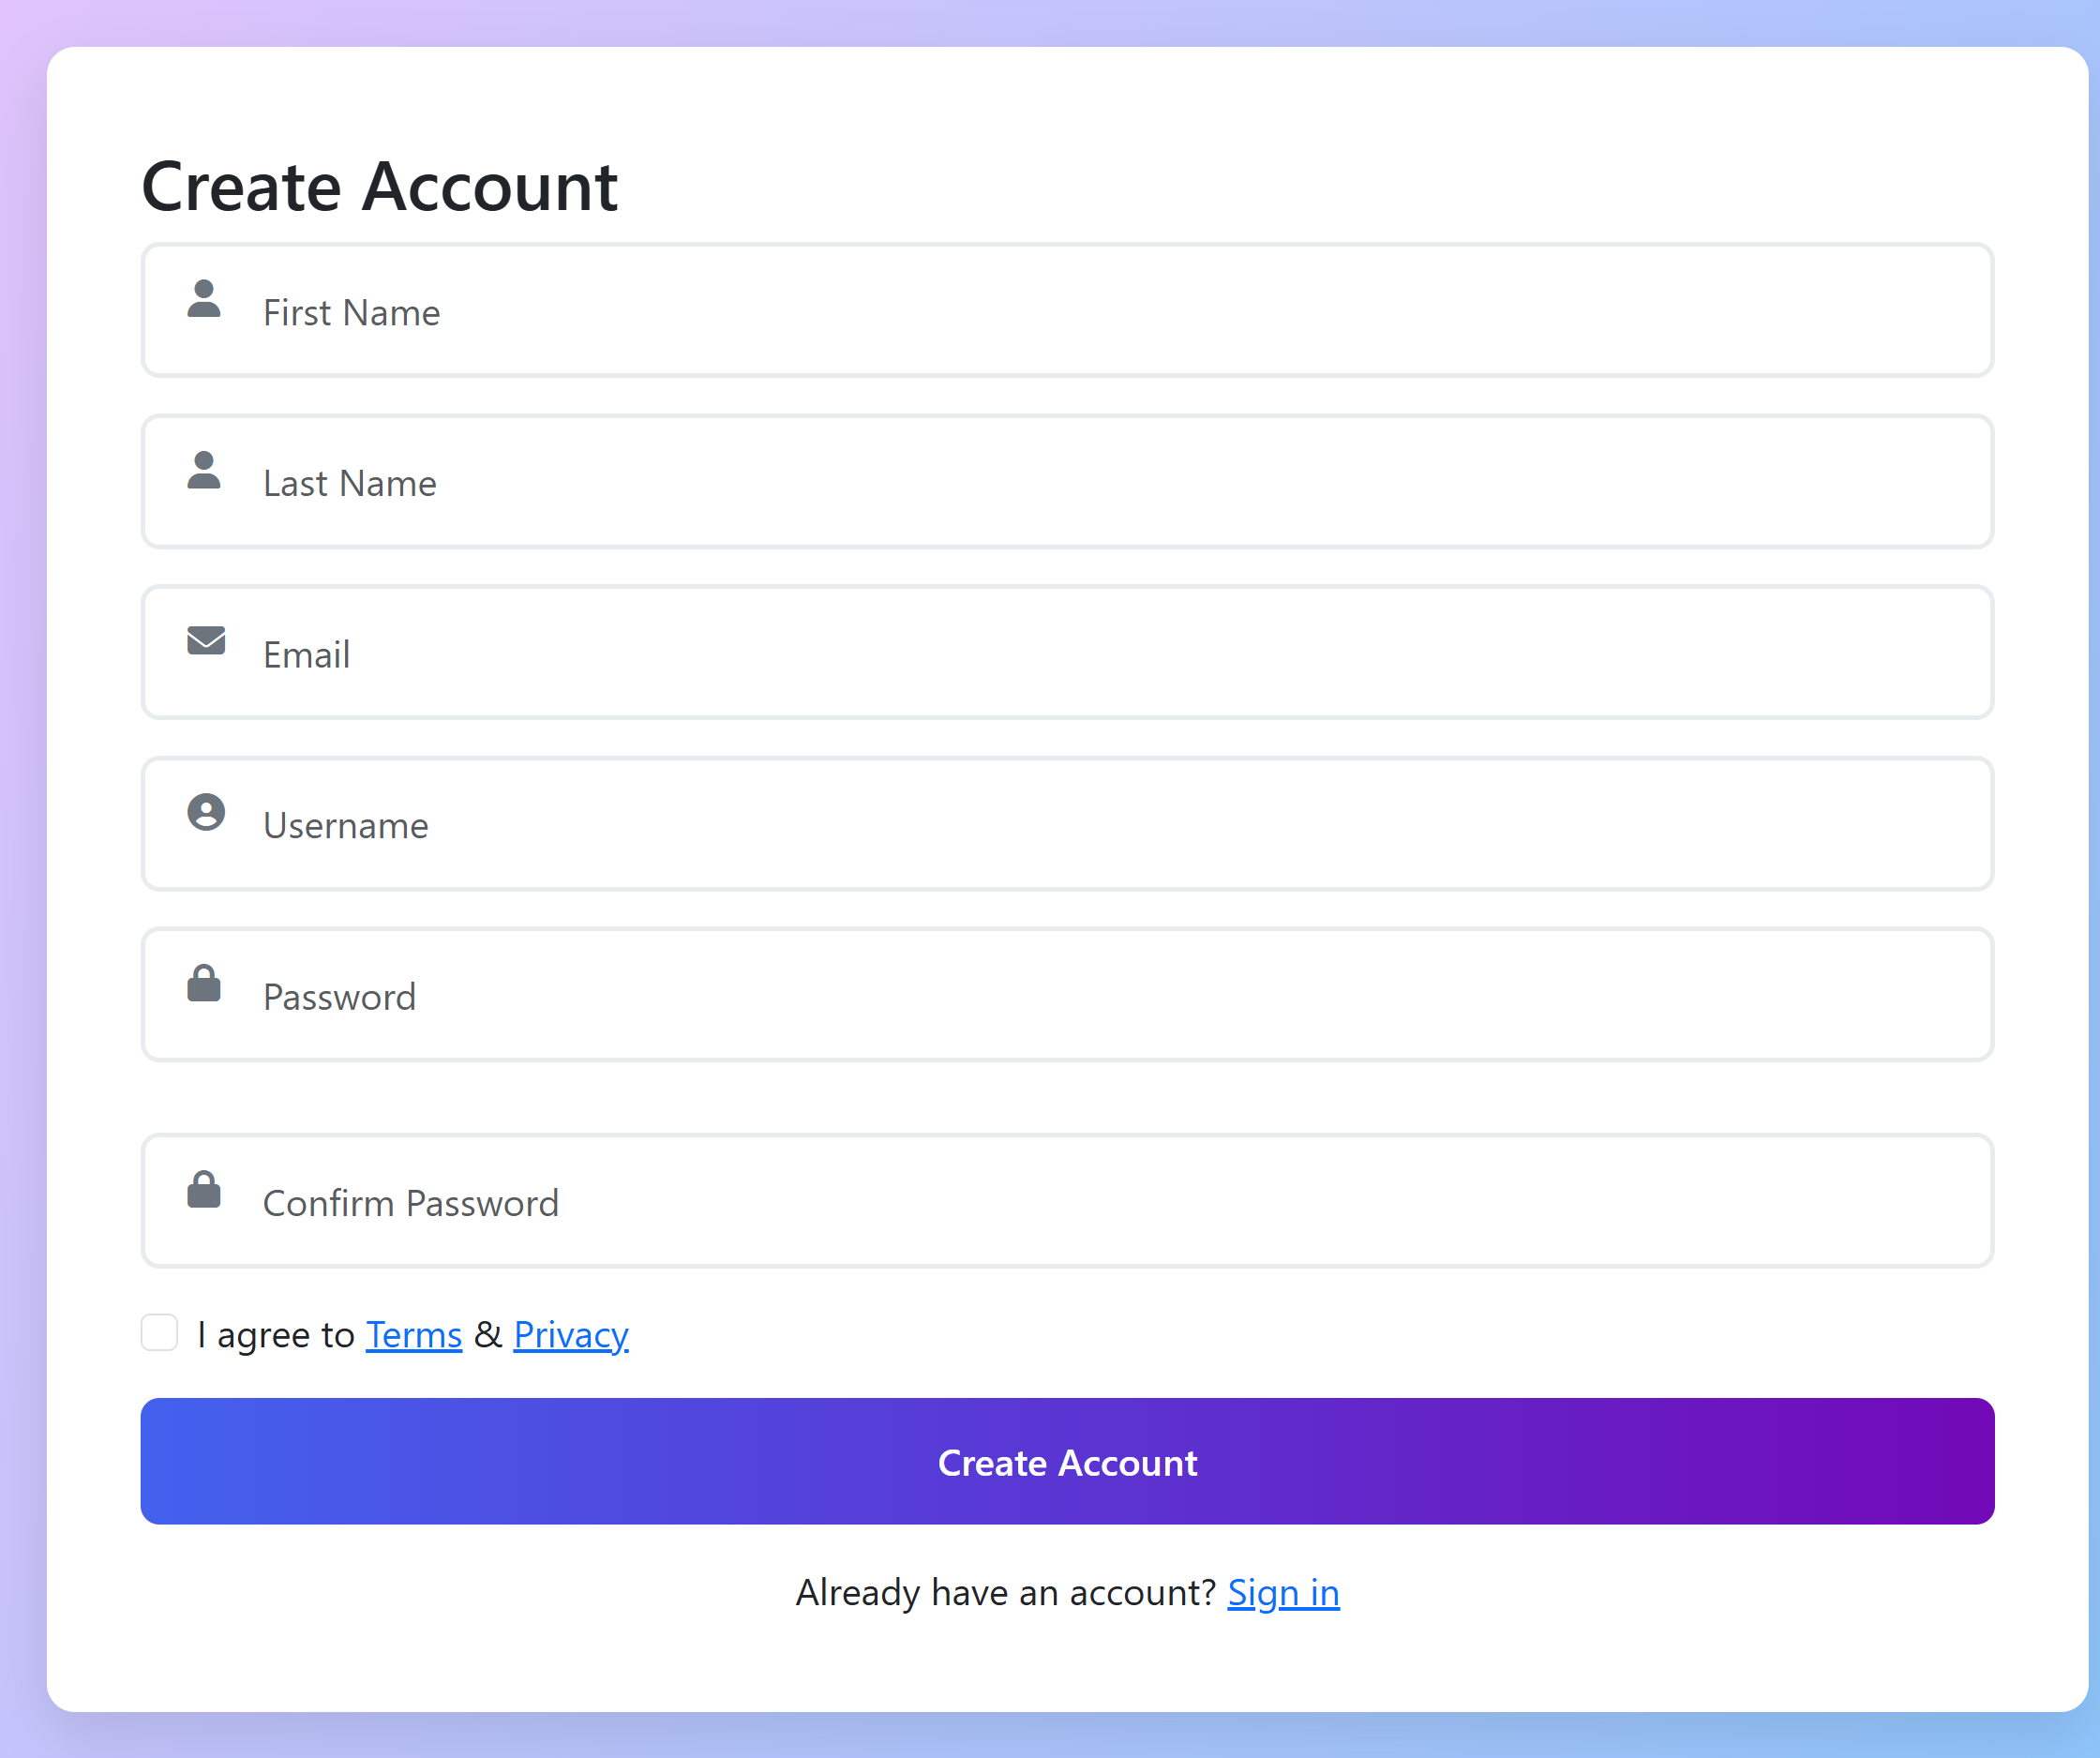 Create Account
First Name
Last Name
Email
Username
Password
Confirm Password
I agree to Terms & Privacy
Create Account
Already have an account? Sign in